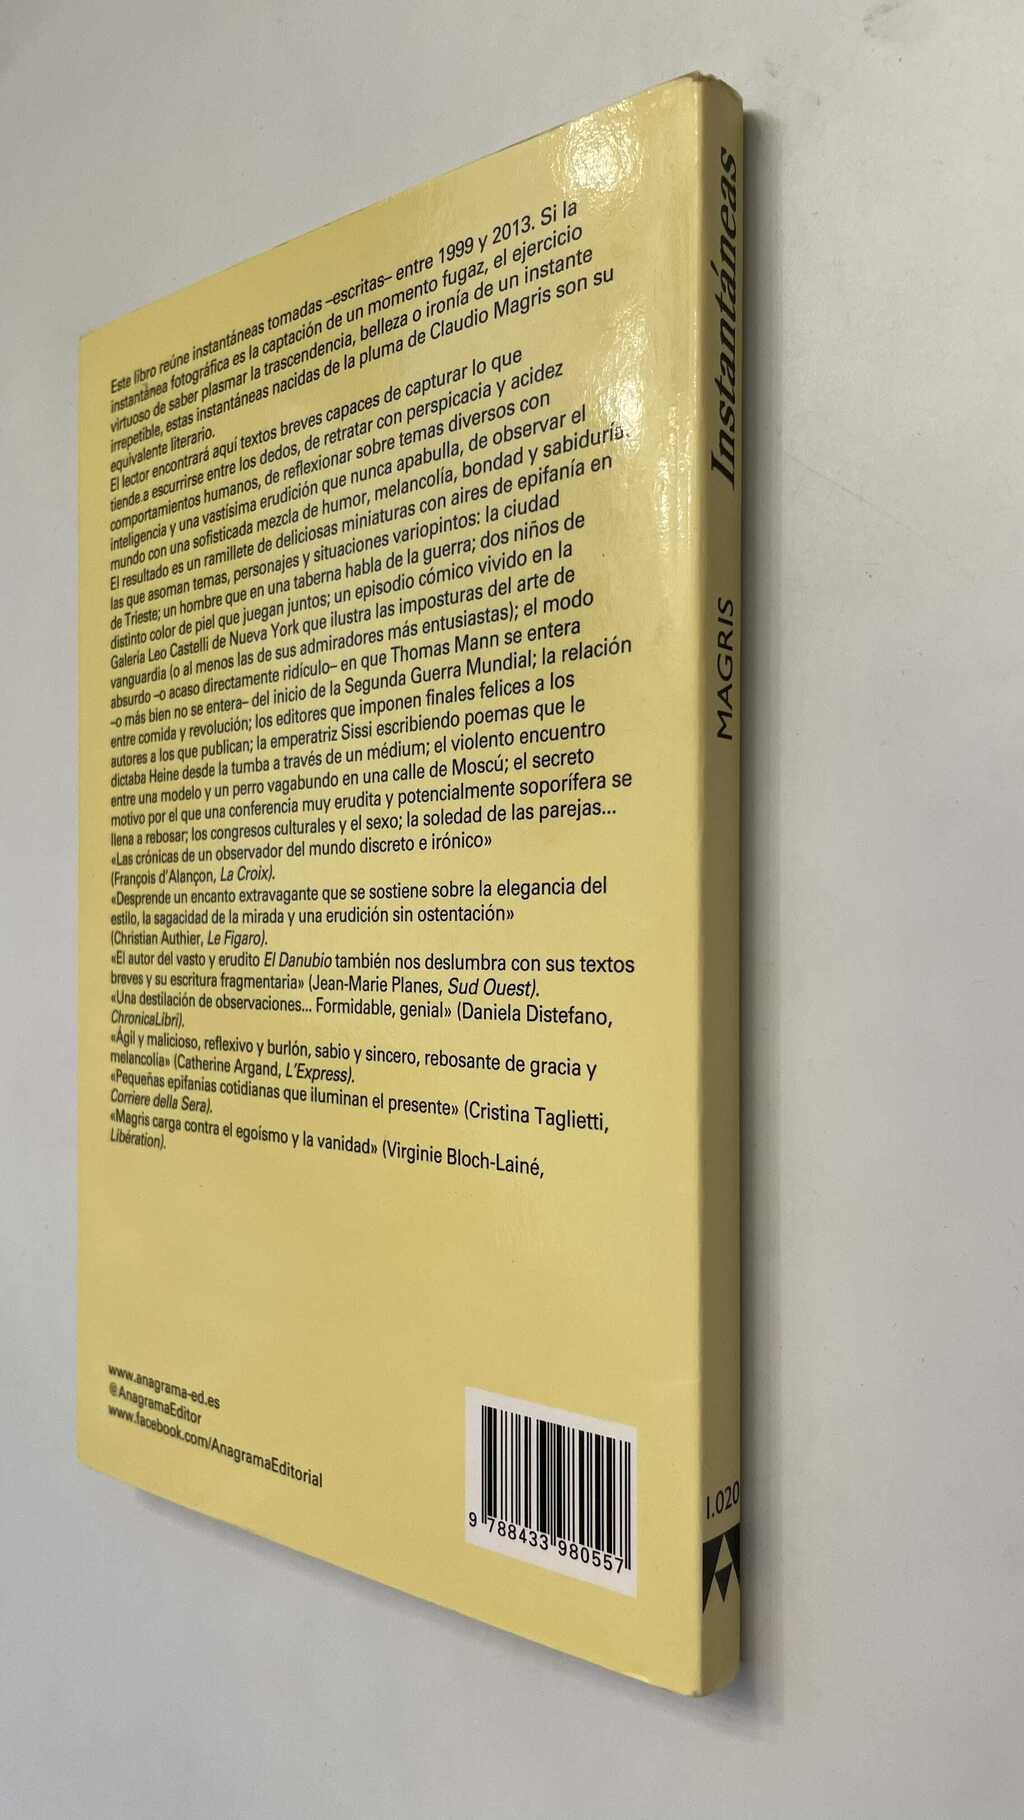 Este libro reúne instantáneas tomadas –escritas– entre 1999 y 2013. Si la
instantánea fotográfica es la captación de un momento fugaz, el ejercicio
virtuoso de saber plasmar la trascendencia, belleza o ironía de un instante
irrepetible, estas instantáneas nacidas de la pluma de Claudio Magris son su
equivalente literario.
El lector encontrará aquí textos breves capaces de capturar lo que
tiende a escurrirse entre los dedos, de retratar con perspicacia y acidez
comportamientos humanos, de reflexionar sobre temas diversos con
inteligencia y una vastísima erudición que nunca apabulla, de observar el
mundo con una sofisticada mezcla de humor, melancolía, bondad y sabiduría.
El resultado es un ramillete de deliciosas miniaturas con aires de epifanía en
las que asoman temas, personajes y situaciones variopintos: la ciudad
de Trieste; un hombre que en una taberna habla de la guerra; dos niños de
distinto color de piel que juegan juntos; un episodio cómico vivido en la
Galería Leo Castelli de Nueva York que ilustra las imposturas del arte de
vanguardia (o al menos las de sus admiradores más entusiastas); el modo
absurdo –o acaso directamente ridículo– en que Thomas Mann se entera
–o más bien no se entera– del inicio de la Segunda Guerra Mundial; la relación
entre comida y revolución; los editores que imponen finales felices a los
autores a los que publican; la emperatriz Sissi escribiendo poemas que le
dictaba Heine desde la tumba a través de un médium; el violento encuentro
entre una modelo y un perro vagabundo en una calle de Moscú; el secreto
motivo por el que una conferencia muy erudita y potencialmente soporífera se
llena a rebosar; los congresos culturales y el sexo; la soledad de las parejas...
«Las crónicas de un observador del mundo discreto e irónico»
(François d'Alançon, La Croix).
«Desprende un encanto extravagante que se sostiene sobre la elegancia del
estilo, la sagacidad de la mirada y una erudición sin ostentación»
(Christian Authier, Le Figaro).
«El autor del vasto y erudito El Danubio también nos deslumbra con sus textos
breves y su escritura fragmentaria» (Jean-Marie Planes, Sud Ouest).
«Una destilación de observaciones... Formidable, genial» (Daniela Distefano,
ChronicaLibri).
«Ágil y malicioso, reflexivo y burlón, sabio y sincero, rebosante de gracia y
melancolía» (Catherine Argand, L'Express).
«Pequeñas epifanías cotidianas que iluminan el presente» (Cristina Taglietti,
Corriere della Sera).
«Magris carga contra el egoísmo y la vanidad» (Virginie Bloch-Lainé,
Libération).
www.anagrama-ed.es
@AnagramaEditor
www.facebook.com/AnagramaEditorial
9 788433 980557
Instantáneas
MAGRIS
1.020